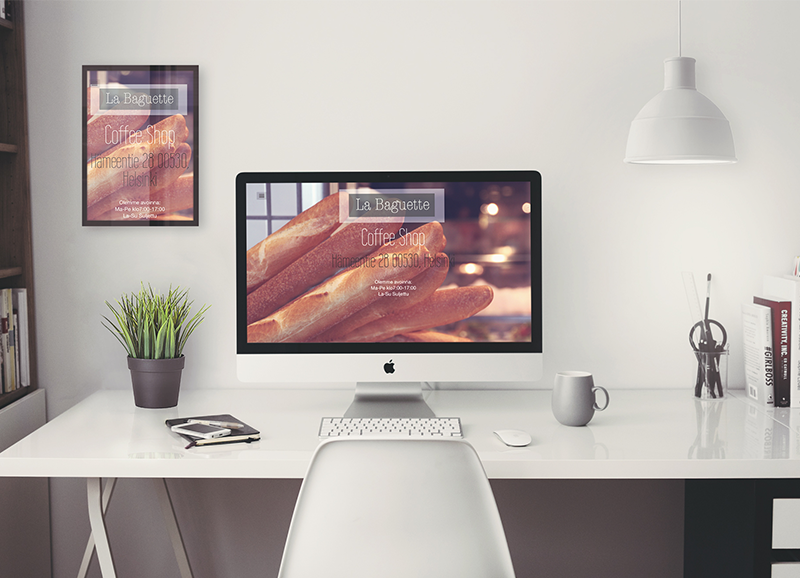 La Baguette
Coffee Shop
Hämeentie 28, 00530,
Helsinki
Olemme avoinna:
Ma-Pe klo7:00-17:00
La-Su Suljettu
La Baguette
Coffee Shop
Hämeentie 28, 00530, Helsinki
Olemme avoinna:
Ma-Pe klo7:00-17:00
La-Su Suljettu
#GIRLBOSS
CREATIVITY, INC.
ED CATMULL